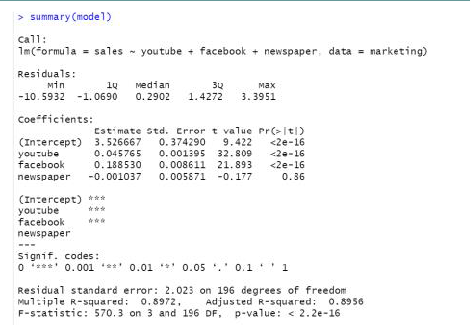 > summary(model)
Call:
lm(formula = sales ~ youtube + facebook + newspaper, data = marketing)
Residuals:
Min 1Q Median 3Q Max
-10.5932 -1.0690 0.2902 1.4272 3.3951
Coefficients:
Estimate Std. Error t value Pr(>|t|)
(Intercept) 3.526667 0.374290 9.422 <2e-16
youtube 0.045765 0.001395 32.809 <2e-16
facebook 0.188530 0.008611 21.893 <2e-16
newspaper -0.001037 0.005871 -0.177 0.86
(Intercept) ***
youtube ***
facebook ***
newspaper
---
Signif. codes:
0 ‘***’ 0.001 ‘**’ 0.01 ‘*’ 0.05 ‘.’ 0.1 ‘ ’ 1
Residual standard error: 2.023 on 196 degrees of freedom
Multiple R-squared: 0.8972, Adjusted R-squared: 0.8956
F-statistic: 570.3 on 3 and 196 DF, p-value: < 2.2e-16